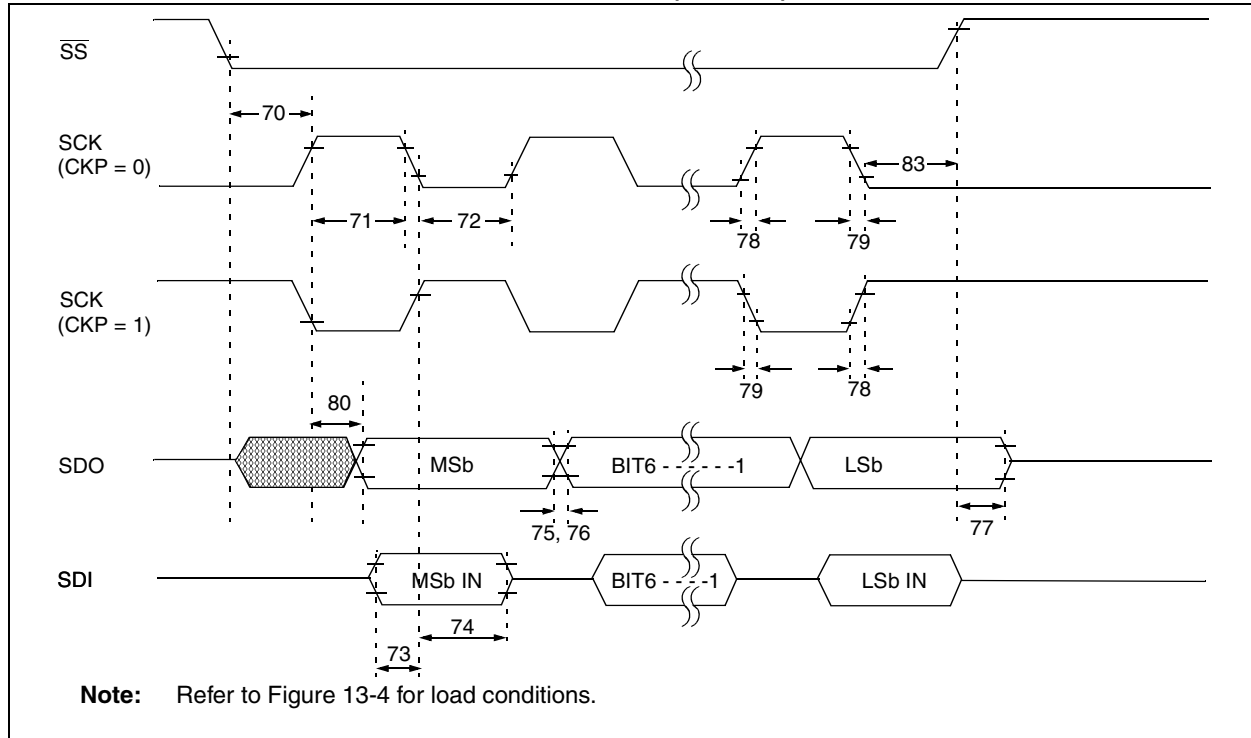 SS
70
SCK
(CKP = 0)
83
71
72
78
79
SCK
(CKP = 1)
79
78
80
SDO
MSb
BIT6 - - - - - -1
LSb
75, 76
77
SDI
MSb IN
BIT6 - - - -1
LSb IN
74
73
Note: Refer to Figure 13-4 for load conditions.